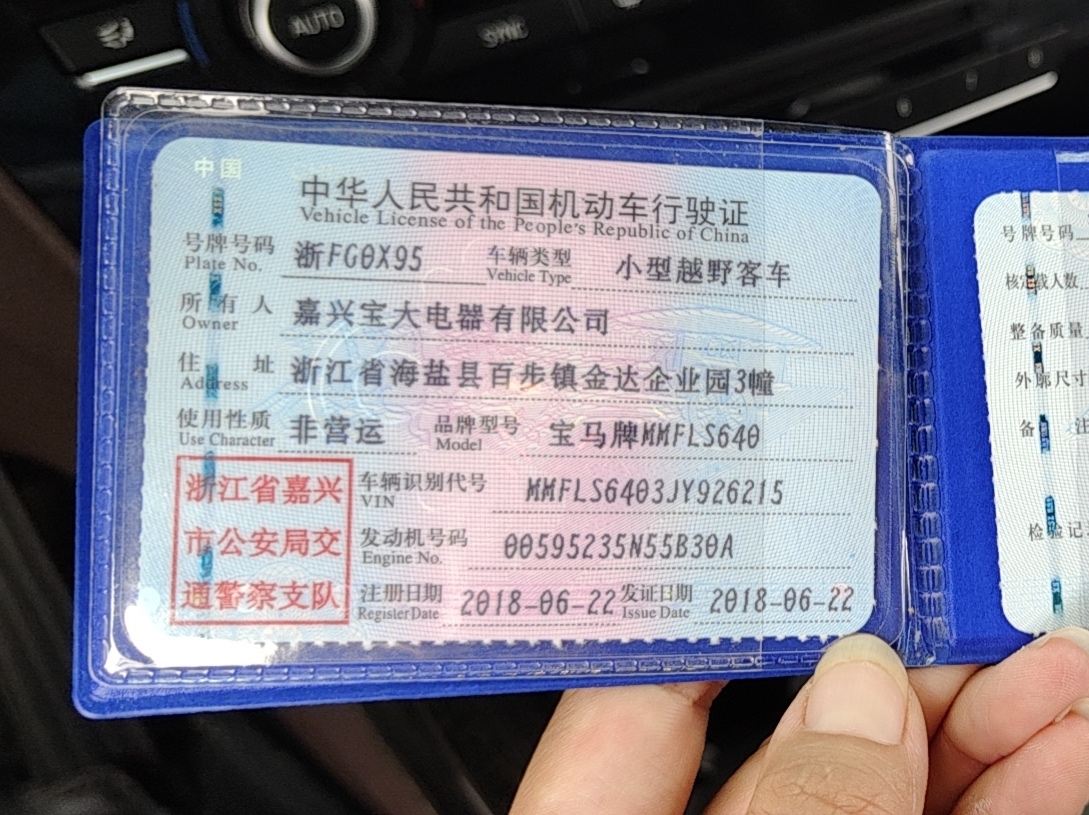 AUTO
SYNC
中国
中华人民共和国机动车行驶证
Vehicle License of the People's Republic of China
号牌号码 浙FG0X95 车辆类型 小型越野客车
Plate No. Vehicle Type
所有人 嘉兴宝大电器有限公司
Owner
住址 浙江省海盐县百步镇金达企业园3幢
Address
使用性质 非营运 品牌型号 宝马牌MMFLS640
Use Character Model
浙江省嘉兴
市公安局交
通警察支队
车辆识别代号 MMFLS6403JY926215
VIN
发动机号码 00595235N55B30A
Engine No.
注册日期 2018-06-22 发证日期 2018-06-22
Register Date Issue Date
号牌号码
核定载人数
整备质量
外廓尺寸
备注
检验记